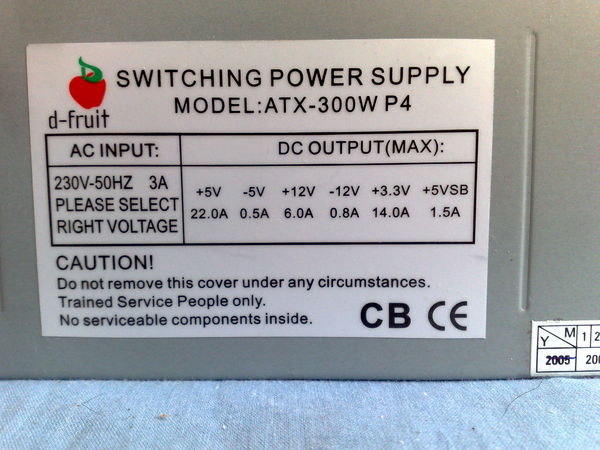 d-fruit
SWITCHING POWER SUPPLY
MODEL:ATX-300W P4
AC INPUT:
DC OUTPUT(MAX):
230V-50HZ 3A
PLEASE SELECT
RIGHT VOLTAGE
+5V -5V +12V -12V +3.3V +5VSB
22.0A 0.5A 6.0A 0.8A 14.0A 1.5A
CAUTION!
Do not remove this cover under any circumstances.
Trained Service People only.
No serviceable components inside.
CB CE
Y M 1 2
2005 200